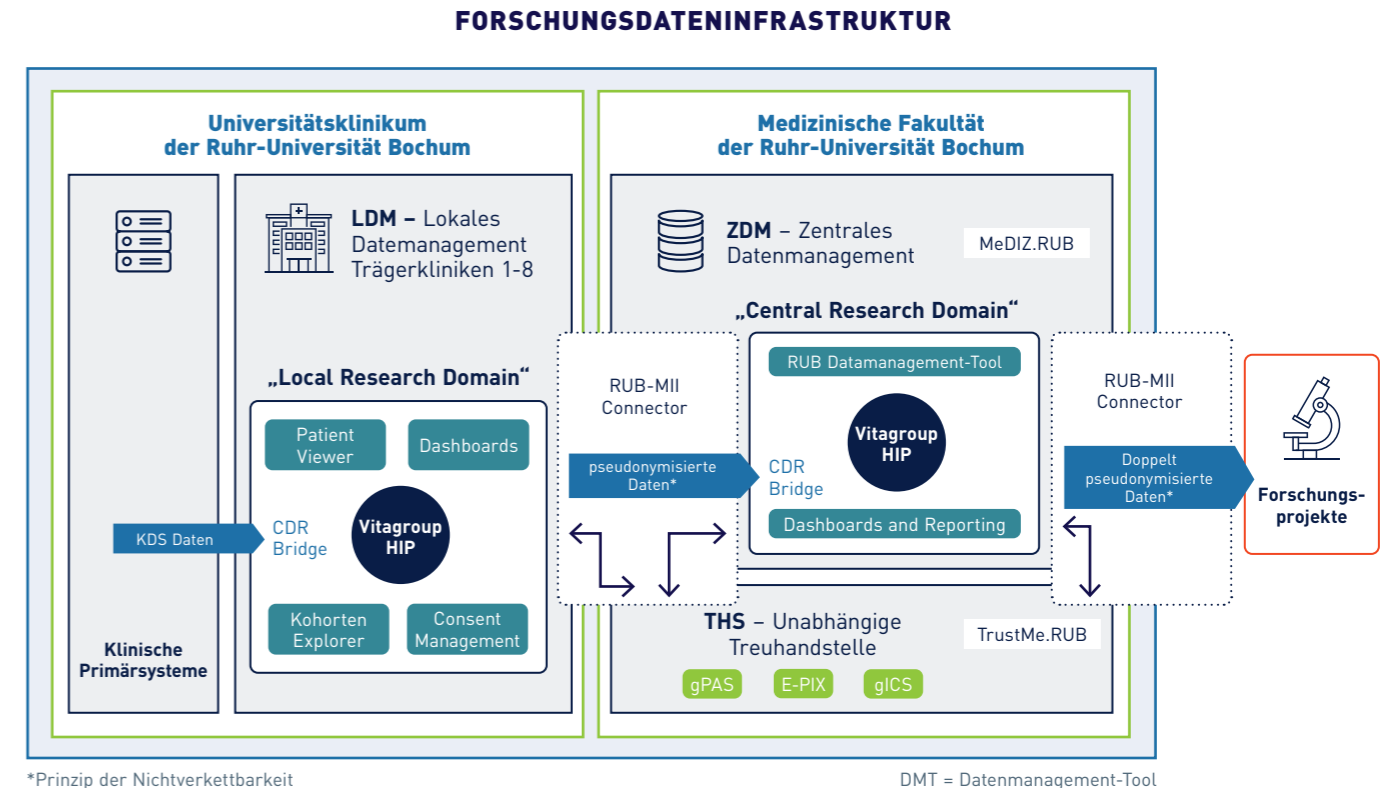 FORSCHUNGSDATENINFRASTRUKTUR
Universitätsklinikum
der Ruhr-Universität Bochum
Klinische
Primärsysteme
KDS Daten
LDM – Lokales
Datemanagement
Trägerkliniken 1-8
„Local Research Domain“
Patient
Viewer
Dashboards
CDR
Bridge
Vitagroup
HIP
Kohorten
Explorer
Consent
Management
RUB-MII
Connector
pseudonymisierte
Daten*
Medizinische Fakultät
der Ruhr-Universität Bochum
ZDM – Zentrales
Datenmanagement
MeDIZ.RUB
„Central Research Domain“
RUB Datamanagement-Tool
CDR
Bridge
Vitagroup
HIP
Dashboards and Reporting
THS – Unabhängige
Treuhandstelle
TrustMe.RUB
gPAS
E-PIX
gICS
RUB-MII
Connector
Doppelt
pseudonymisierte
Daten*
Forschungs-
projekte
*Prinzip der Nichtverkettbarkeit
DMT = Datenmanagement-Tool